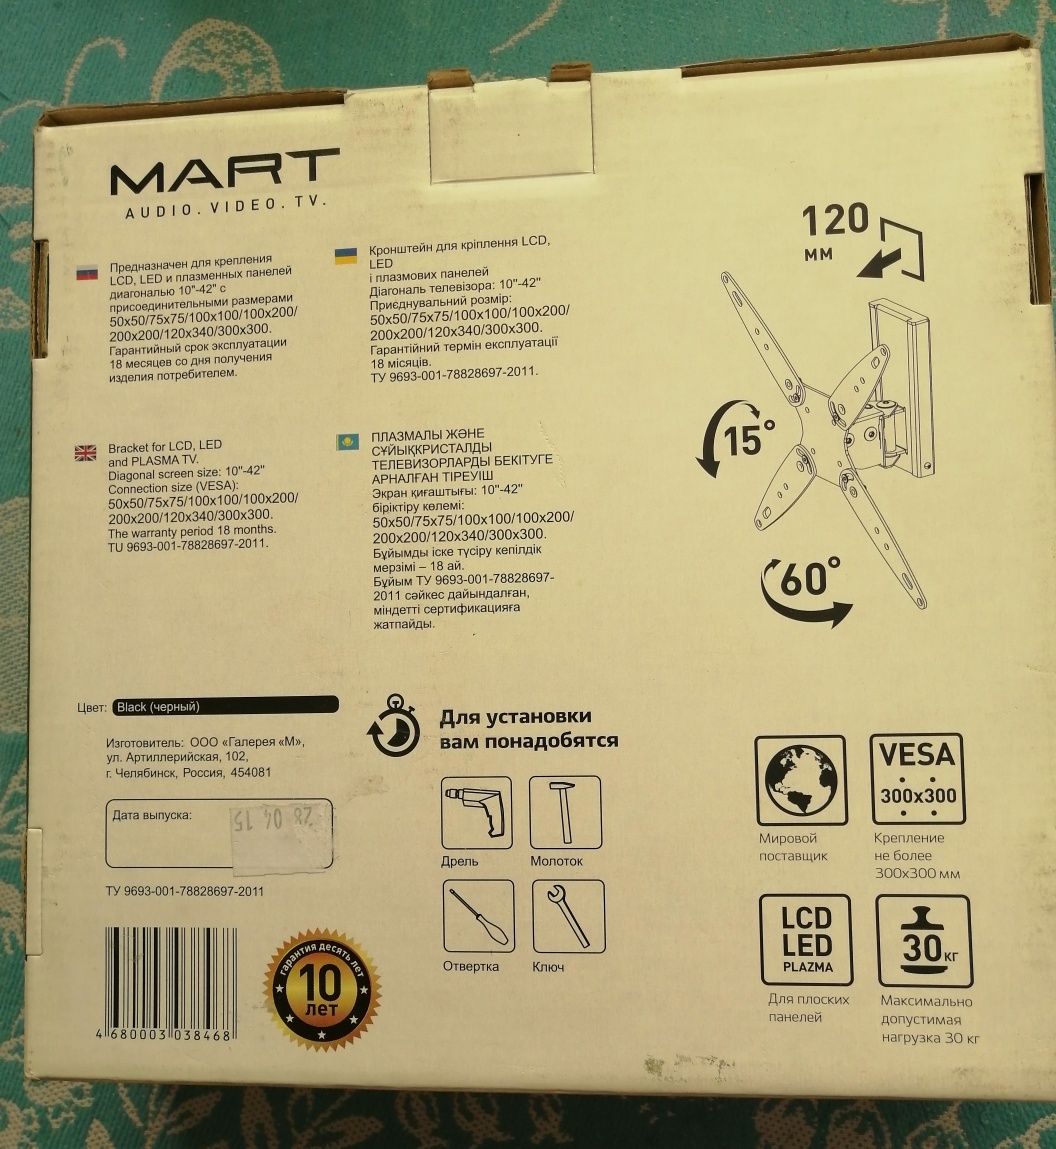 MART
AUDIO. VIDEO. TV.
Предназначен для крепления
LCD, LED и плазменных панелей
диагональю 10"-42" с
присоединительными размерами
50x50/75x75/100x100/100x200/
200x200/120x340/300x300.
Гарантийный срок эксплуатации
18 месяцев со дня получения
изделия потребителем.
Кронштейн для кріплення LCD,
LED
і плазмових панелей
Діагональ телевізора: 10"-42"
Приєднувальний розмір:
50x50/75x75/100x100/100x200/
200x200/120x340/300x300.
Гарантійний термін експлуатації
18 місяців.
ТУ 9693-001-78828697-2011.
Bracket for LCD, LED
and PLASMA TV.
Diagonal screen size: 10"-42"
Connection size (VESA):
50x50/75x75/100x100/100x200/
200x200/120x340/300x300.
The warranty period 18 months.
TU 9693-001-78828697-2011.
ПЛАЗМАЛЫ ЖӘНЕ
СҰЙЫҚКРИСТАЛДЫ
ТЕЛЕВИЗОРЛАРДЫ БЕКІТУГЕ
АРНАЛҒАН ТІРЕУІШ
Экран қиғаштығы: 10"-42"
біріктіру көлемі:
50x50/75x75/100x100/100x200/
200x200/120x340/300x300.
Бұйымды іске түсіру кепілдік
мерзімі – 18 ай.
Бұйым ТУ 9693-001-78828697-
2011 сәйкес дайындалған,
міндетті сертификацияға
жатпайды.
120
мм
15°
60°
Цвет: Black (черный)
Изготовитель: ООО «Галерея «М»,
ул. Артиллерийская, 102,
г. Челябинск, Россия, 454081
Дата выпуска:
28 04 15
ТУ 9693-001-78828697-2011
4 680003 038468
гарантия десять лет
10
лет
Для установки
вам понадобятся
Дрель
Молоток
Отвертка
Ключ
Мировой
поставщик
VESA
300x300
Крепление
не более
300x300 мм
LCD
LED
PLAZMA
Для плоских
панелей
30кг
Максимально
допустимая
нагрузка 30 кг